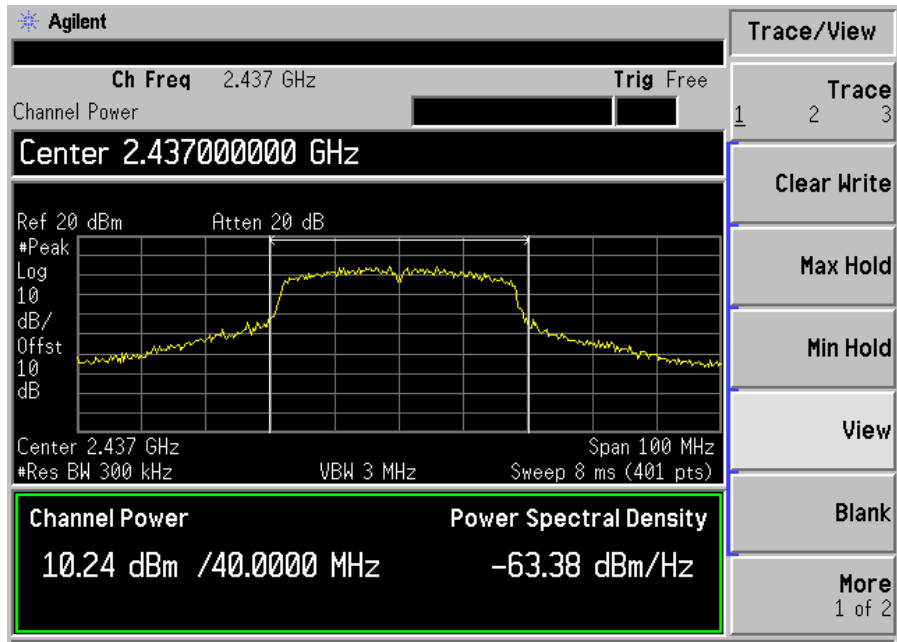 Agilent
Trace/View
Ch Freq 2.437 GHz Trig Free
Channel Power
Trace
1 2 3
Center 2.437000000 GHz
Clear Write
Ref 20 dBm Atten 20 dB
#Peak
Log
10
dB/
Offst
10
dB
Max Hold
Min Hold
View
Center 2.437 GHz Span 100 MHz
#Res BW 300 kHz VBW 3 MHz Sweep 8 ms (401 pts)
Channel Power Power Spectral Density
10.24 dBm /40.0000 MHz -63.38 dBm/Hz
Blank
More
1 of 2